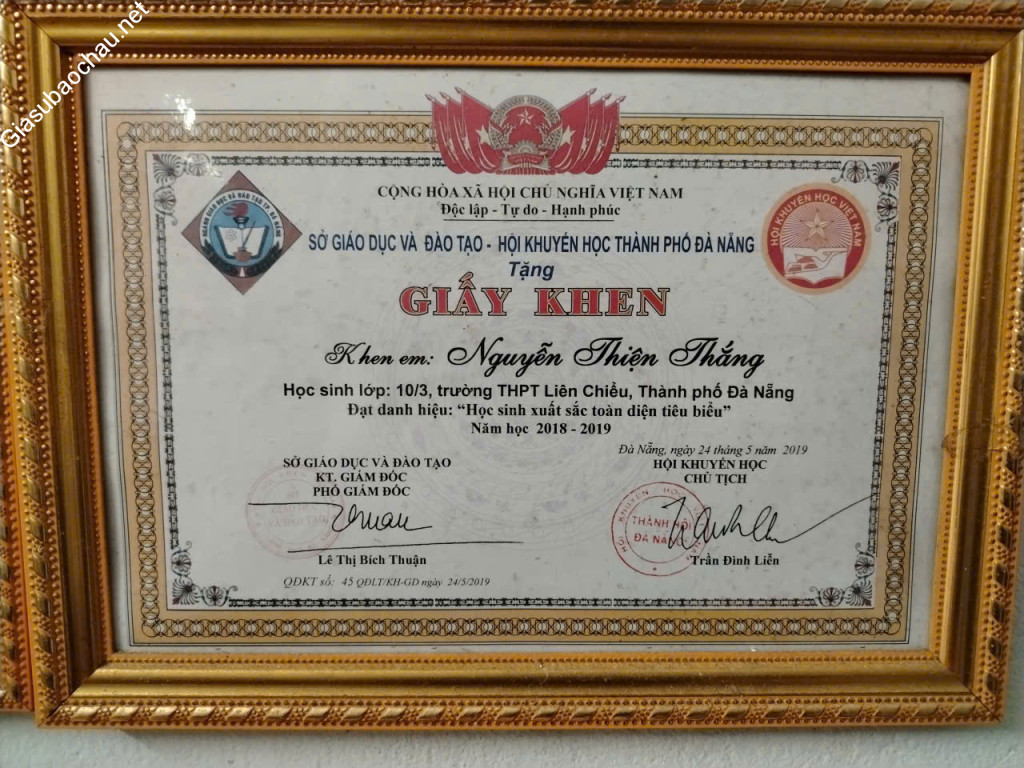 Giasubaochau.net
CỘNG HÒA XÃ HỘI CHỦ NGHĨA VIỆT NAM
Độc lập - Tự do - Hạnh phúc
SỞ GIÁO DỤC VÀ ĐÀO TẠO - HỘI KHUYẾN HỌC THÀNH PHỐ ĐÀ NẴNG
HỘI KHUYẾN HỌC VIỆT NAM
Tặng
GIẤY KHEN
Khen em: Nguyễn Thiện Thắng
Học sinh lớp: 10/3, trường THPT Liên Chiểu, Thành phố Đà Nẵng
Đạt danh hiệu: “Học sinh xuất sắc toàn diện tiêu biểu”
Năm học 2018 - 2019
Đà Nẵng, ngày 24 tháng 5 năm 2019
SỞ GIÁO DỤC VÀ ĐÀO TẠO
KT. GIÁM ĐỐC
PHÓ GIÁM ĐỐC
HỘI KHUYẾN HỌC
CHỦ TỊCH
THÀNH HỘI
ĐÀ NẴNG
Lê Thị Bích Thuận
Trần Đình Liễn
QĐKT số: 45 QĐLT/KH-GD ngày 24/5/2019